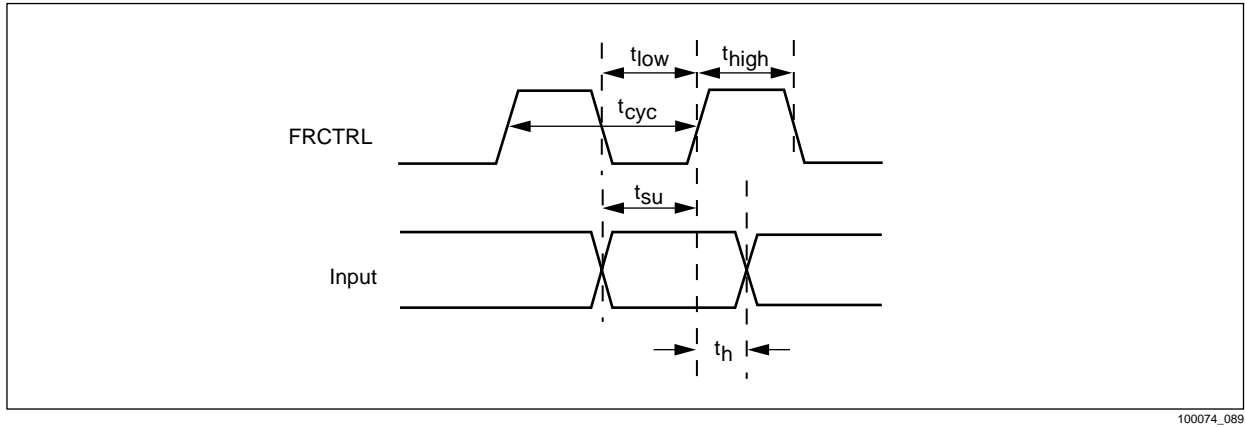 tlow
thigh
tcyc
FRCTRL
tsu
Input
th
100074_089